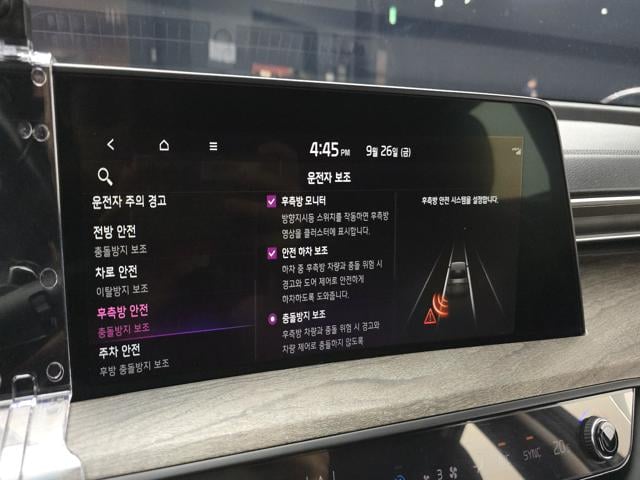 4:45 PM 9월 26일 (금)
운전자 보조
운전자 주의 경고
전방 안전
충돌방지 보조
차로 안전
이탈방지 보조
후측방 안전
충돌방지 보조
주차 안전
후방 충돌방지 보조
후측방 모니터
방향지시등 스위치를 작동하면 후측방
영상을 클러스터에 표시합니다.
안전 하차 보조
하차 중 후측방 차량과 충돌 위험 시
경고와 도어 제어로 안전하게
하차하도록 도와줍니다.
충돌방지 보조
후측방 차량과 충돌 위험 시 경고와
차량 제어로 충돌하지 않도록
후측방 안전 시스템을 설정합니다.
3
SYNC
20